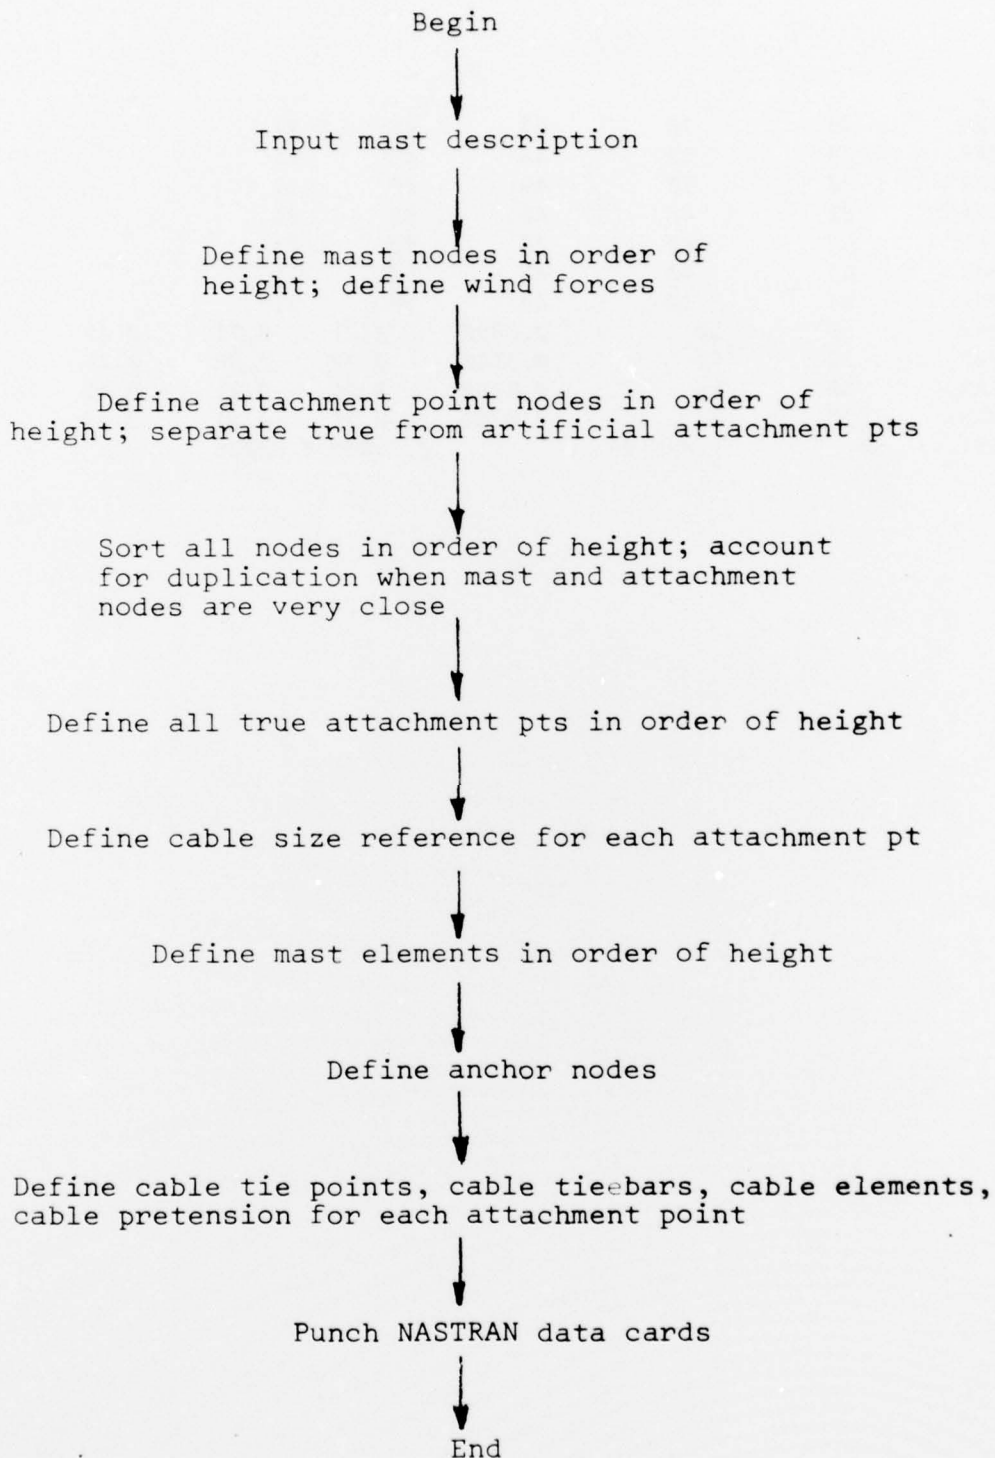 Begin
Input mast description
Define mast nodes in order of
height; define wind forces
Define attachment point nodes in order of
height; separate true from artificial attachment pts
Sort all nodes in order of height; account
for duplication when mast and attachment
nodes are very close
Define all true attachment pts in order of height
Define cable size reference for each attachment pt
Define mast elements in order of height
Define anchor nodes
Define cable tie points, cable tie-bars, cable elements,
cable pretension for each attachment point
Punch NASTRAN data cards
End